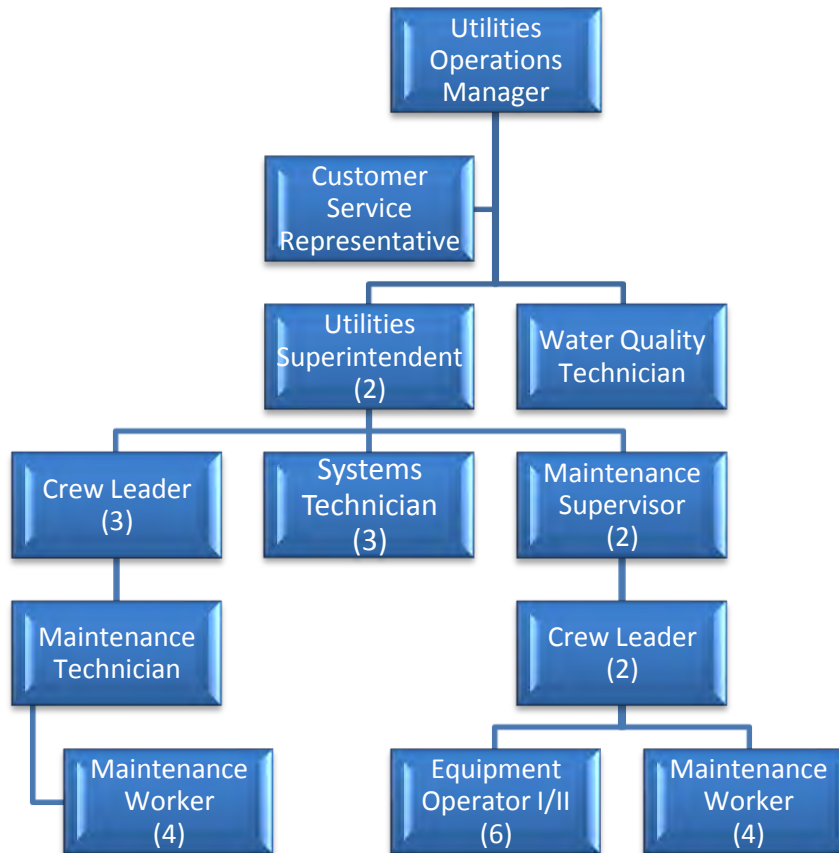 Utilities
Operations
Manager
Customer
Service
Representative
Utilities
Superintendent
(2)
Water Quality
Technician
Crew Leader
(3)
Systems
Technician
(3)
Maintenance
Supervisor
(2)
Maintenance
Technician
Crew Leader
(2)
Maintenance
Worker
(4)
Equipment
Operator I/II
(6)
Maintenance
Worker
(4)